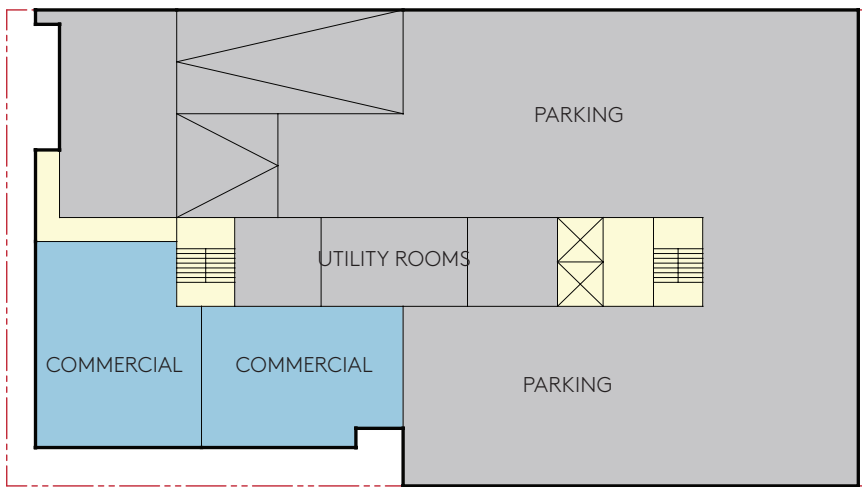 PARKING
UTILITY ROOMS
COMMERCIAL
COMMERCIAL
PARKING